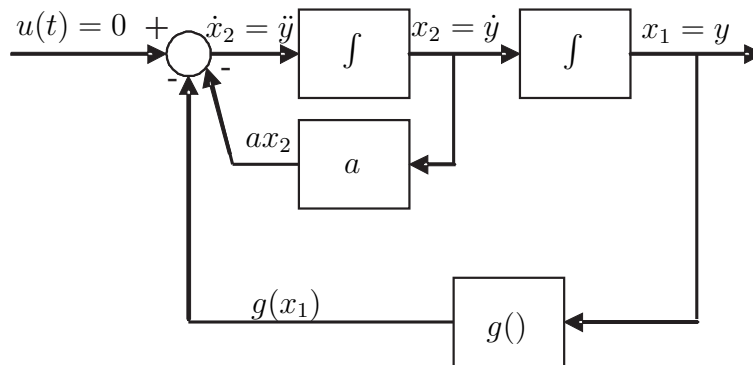 u(t) = 0 + ẋ₂ = ÿ ∫ x₂ = ẏ ∫ x₁ = y
- -
ax₂ a
g(x₁) g()